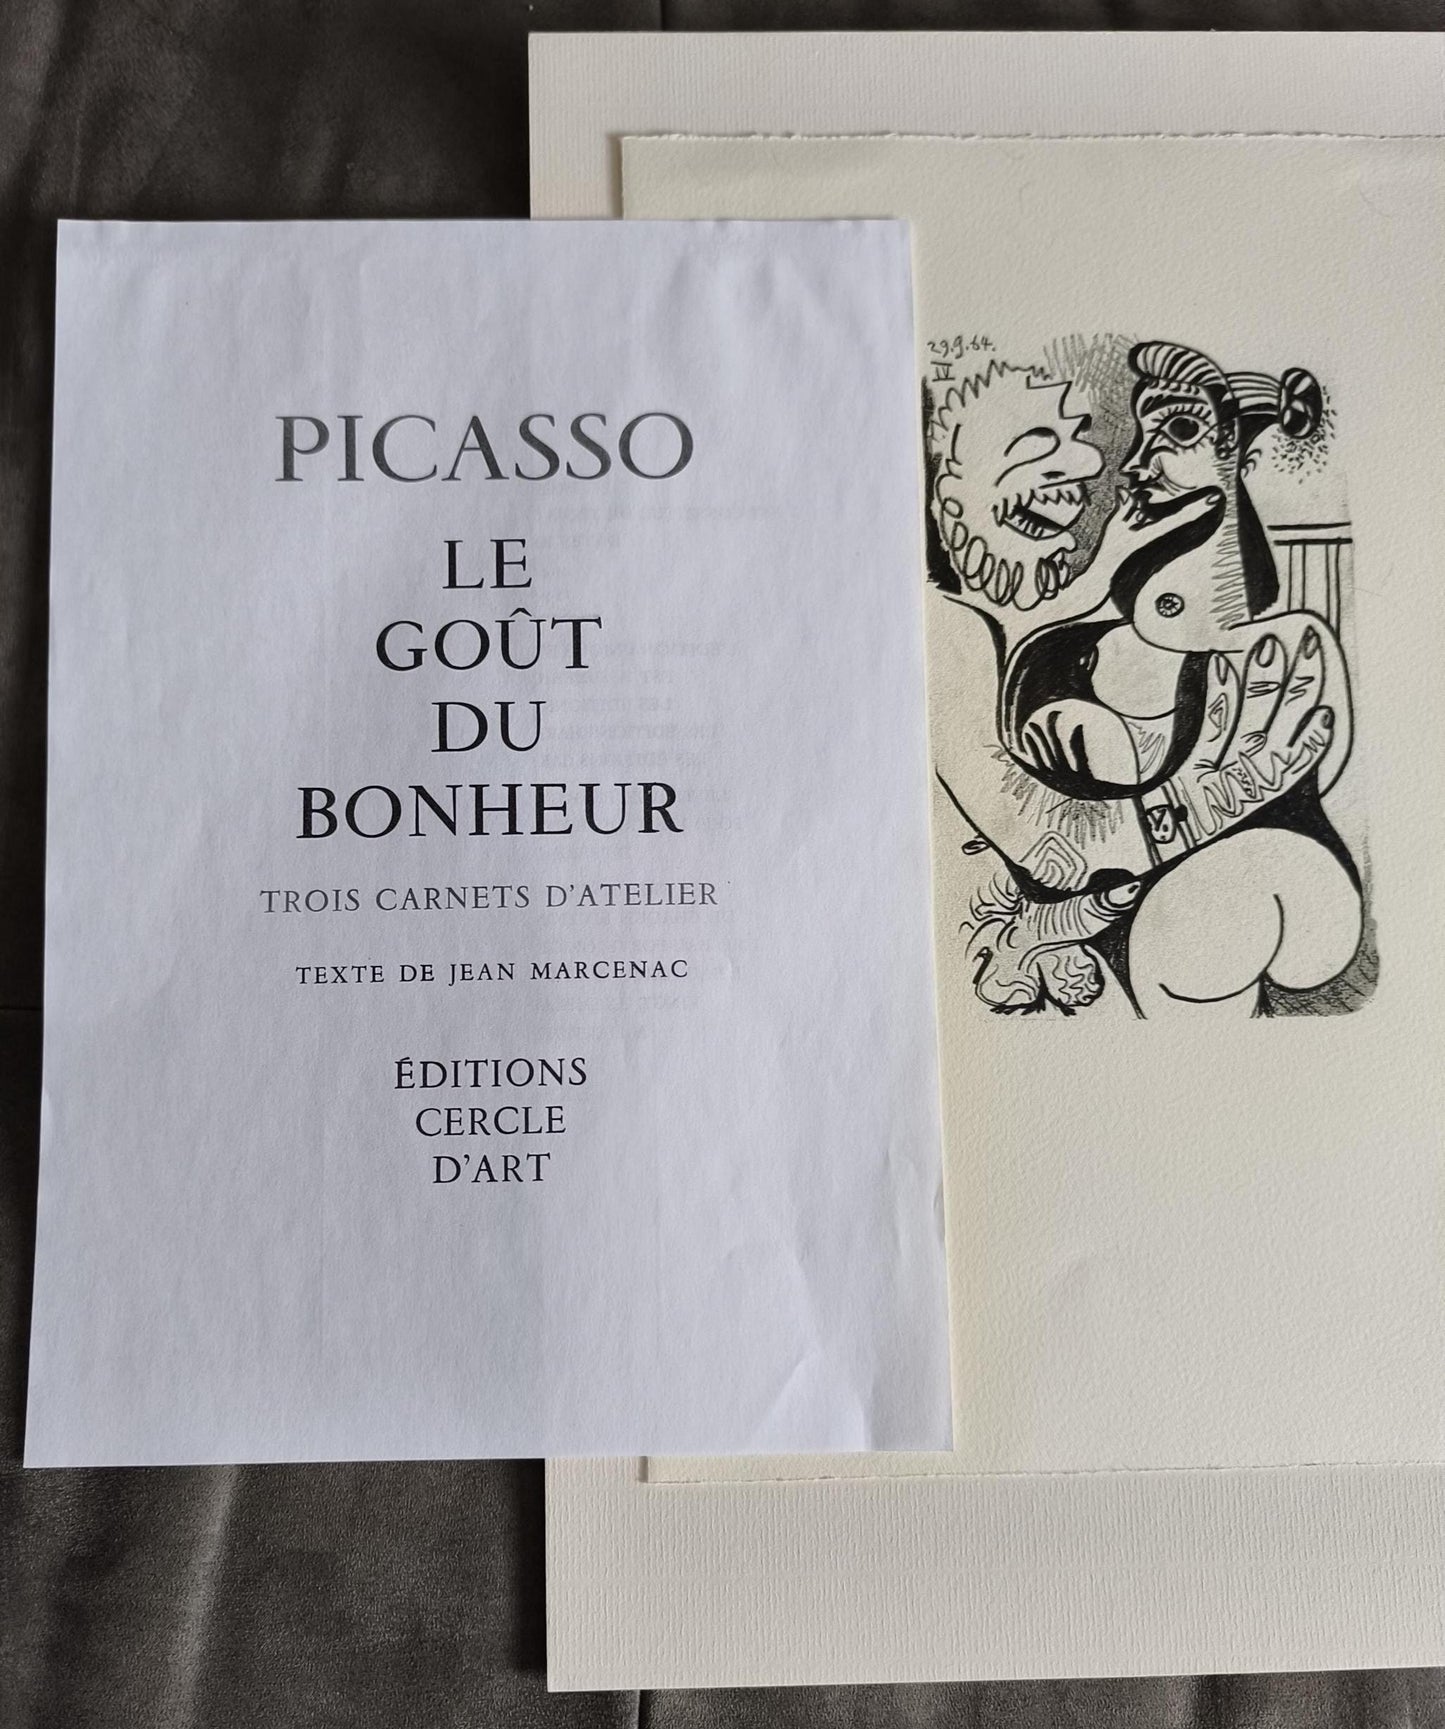 PICASSO
LE
GOÛT
DU
BONHEUR
TROIS CARNETS D'ATELIER
TEXTE DE JEAN MARCENAC
ÉDITIONS
CERCLE
D'ART
29.9.64.
IV